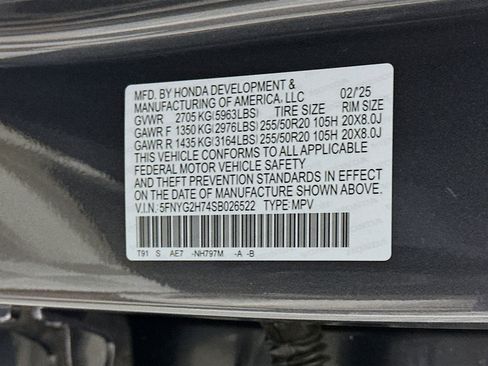 MFD. BY HONDA DEVELOPMENT & 02/'25
MANUFACTURING OF AMERICA, LLC
GVWR 2705 KG(5963LBS) TIRE SIZE RIM SIZE
GAWR F 1350 KG(2976LBS) 255/50R20 105H 20X8.0J
GAWR R 1435 KG(3164LBS) 255/50R20 105H 20X8.0J
THIS VEHICLE CONFORMS TO ALL APPLICABLE
FEDERAL MOTOR VEHICLE SAFETY
AND THEFT PREVENTION STANDARDS IN EFFECT
ON THE DATE OF MANUFACTURE SHOWN ABOVE.
V.I.N.: 5FNYG2H74SB026522 TYPE: MPV
T91 S AE7 -NH797M -A -B